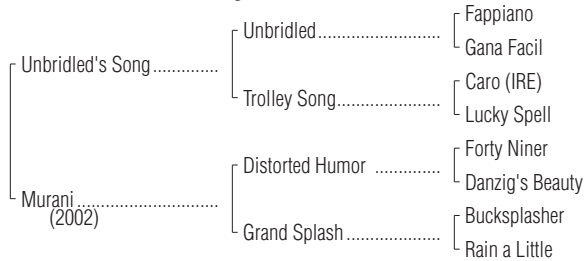 Fappiano
Unbridled
Gana Facil
Unbridled's Song
Caro (IRE)
Trolley Song
Lucky Spell
Forty Niner
Distorted Humor
Danzig's Beauty
Murani
(2002)
Bucksplasher
Grand Splash
Rain a Little